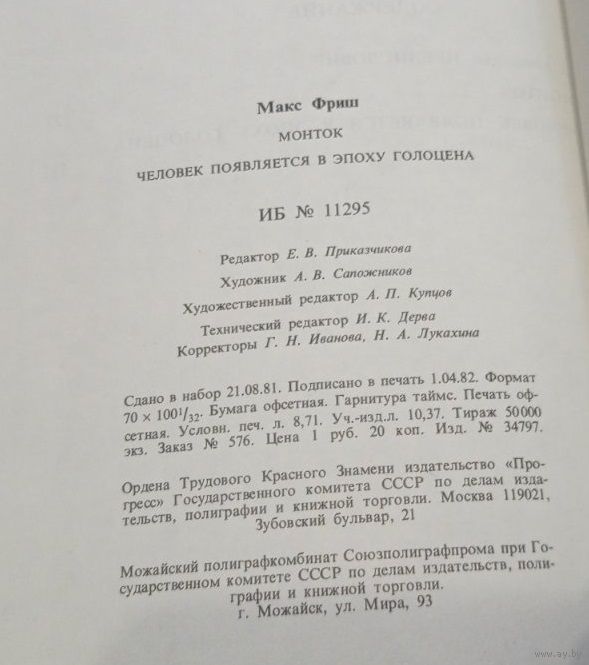 Макс Фриш
МОНТОК
ЧЕЛОВЕК ПОЯВЛЯЕТСЯ В ЭПОХУ ГОЛОЦЕНА
ИБ № 11295
Редактор Е. В. Приказчикова
Художник А. В. Сапожников
Художественный редактор А. П. Купцов
Технический редактор И. К. Дерва
Корректоры Г. Н. Иванова, Н. А. Лукахина
Сдано в набор 21.08.81. Подписано в печать 1.04.82. Формат
70 × 100¹/₃₂. Бумага офсетная. Гарнитура таймс. Печать оф-
сетная. Условн. печ. л. 8,71. Уч.-изд.л. 10,37. Тираж 50000
экз. Заказ № 576. Цена 1 руб. 20 коп. Изд. № 34797.
Ордена Трудового Красного Знамени издательство «Про-
гресс» Государственного комитета СССР по делам изда-
тельств, полиграфии и книжной торговли. Москва 119021,
Зубовский бульвар, 21
Можайский полиграфкомбинат Союзполиграфпрома при Го-
сударственном комитете СССР по делам издательств, поли-
графии и книжной торговли.
г. Можайск, ул. Мира, 93
www.ay.by